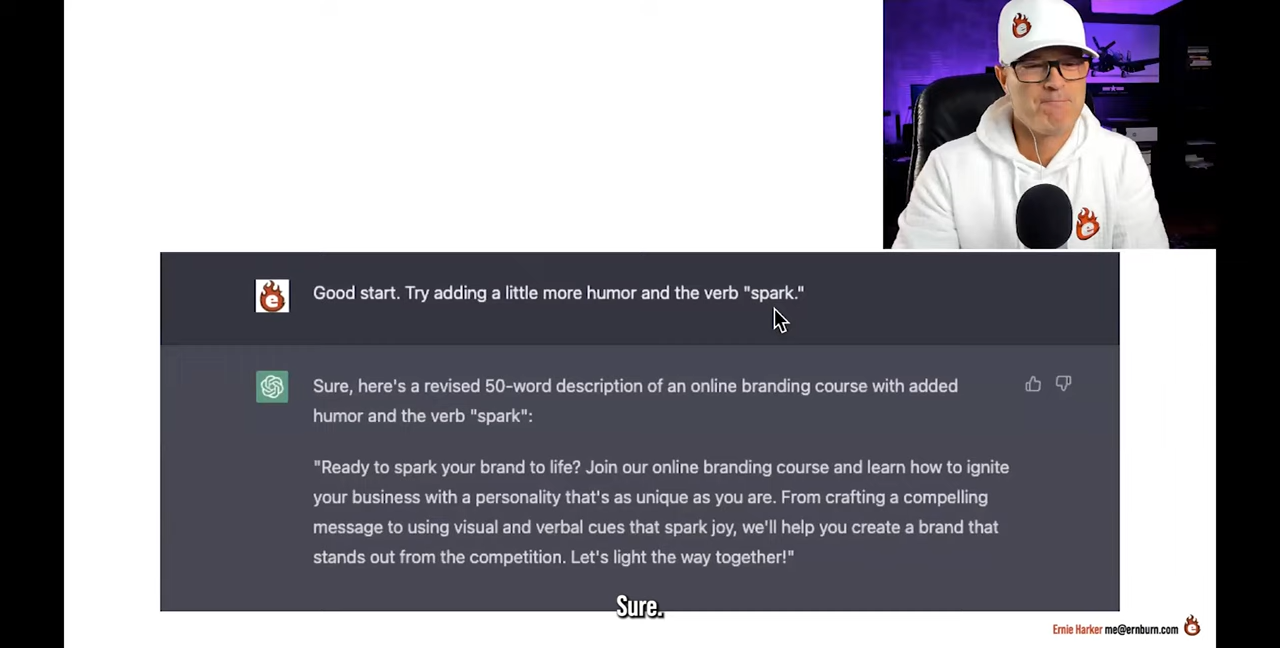 Good start. Try adding a little more humor and the verb "spark."
Sure, here's a revised 50-word description of an online branding course with added
humor and the verb "spark":
"Ready to spark your brand to life? Join our online branding course and learn how to ignite
your business with a personality that's as unique as you are. From crafting a compelling
message to using visual and verbal cues that spark joy, we'll help you create a brand that
stands out from the competition. Let's light the way together!"
Sure.
Ernie Harker me@ernburn.com